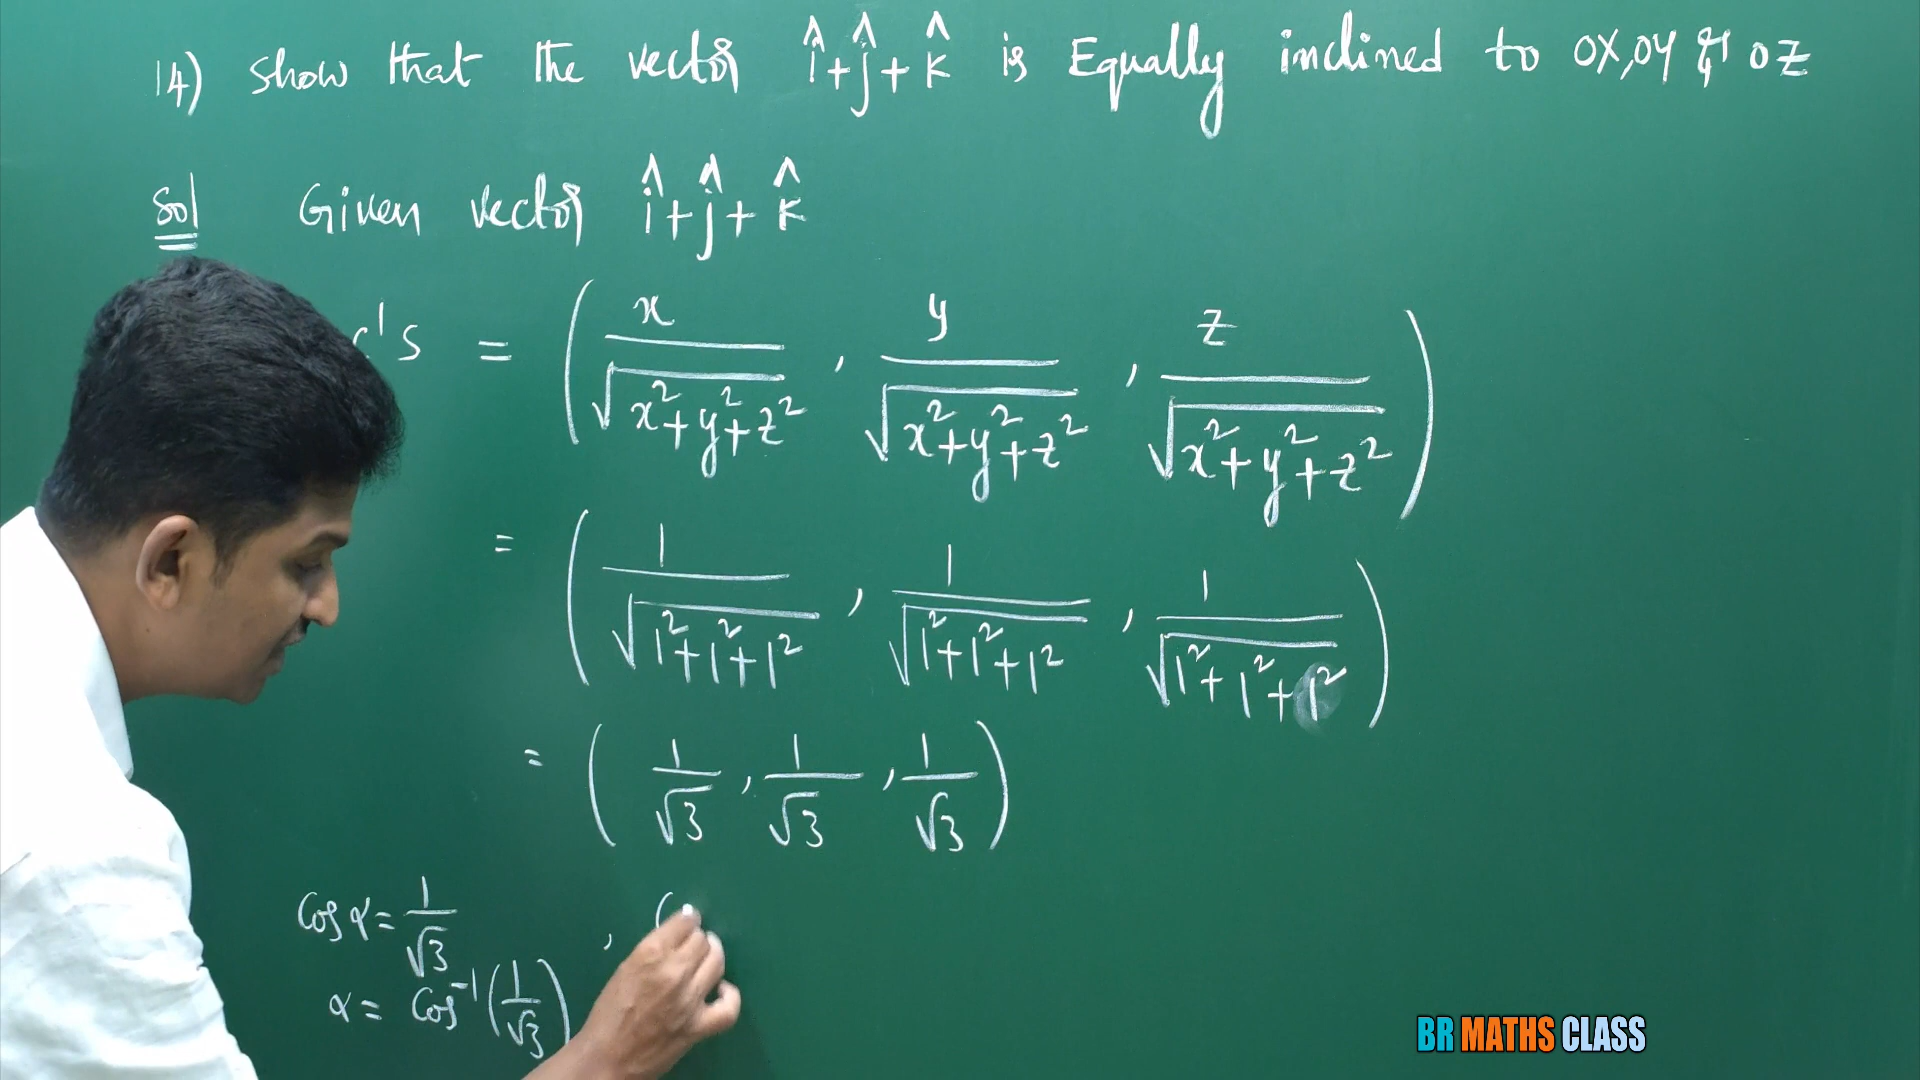 14) Show that the vector î+ĵ+k̂ is Equally inclined to OX, OY & OZ
Sol Given vector î+ĵ+k̂
c's = ( x/√(x²+y²+z²) , y/√(x²+y²+z²) , z/√(x²+y²+z²) )
= ( 1/√(1²+1²+1²) , 1/√(1²+1²+1²) , 1/√(1²+1²+1²) )
= ( 1/√3 , 1/√3 , 1/√3 )
Cos α = 1/√3 ,
α = Cos⁻¹(1/√3)
BR MATHS CLASS